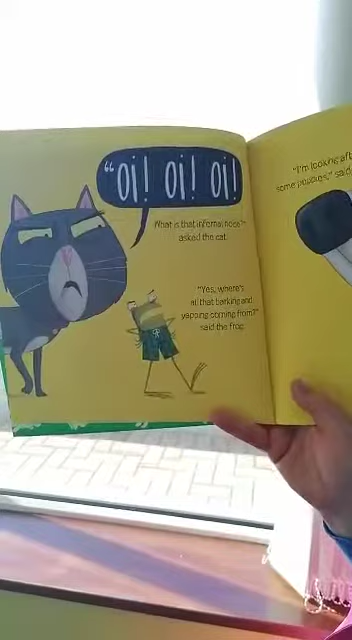 "Oi! Oi! Oi!
What is that infernal noise?"
asked the cat.
"Yes, where's
all that barking and
yapping coming from?"
said the frog.
"I'm looking
some puppies," said